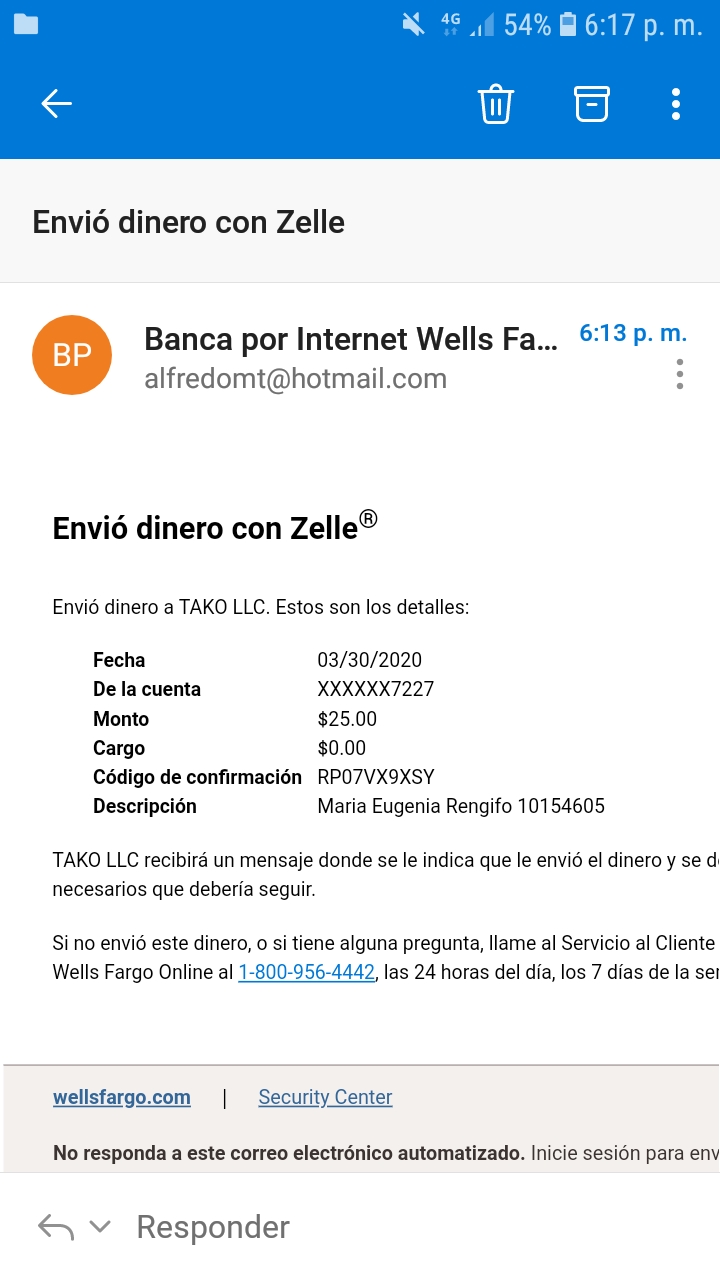 4G 54% 6:17 p. m.
Envió dinero con Zelle
BP
Banca por Internet Wells Fa... 6:13 p. m.
alfredomt@hotmail.com
Envió dinero con Zelle®
Envió dinero a TAKO LLC. Estos son los detalles:
Fecha 03/30/2020
De la cuenta XXXXXX7227
Monto $25.00
Cargo $0.00
Código de confirmación RP07VX9XSY
Descripción Maria Eugenia Rengifo 10154605
TAKO LLC recibirá un mensaje donde se le indica que le envió el dinero y se d
necesarios que debería seguir.
Si no envió este dinero, o si tiene alguna pregunta, llame al Servicio al Cliente
Wells Fargo Online al 1-800-956-4442, las 24 horas del día, los 7 días de la ser
wellsfargo.com | Security Center
No responda a este correo electrónico automatizado. Inicie sesión para env
Responder